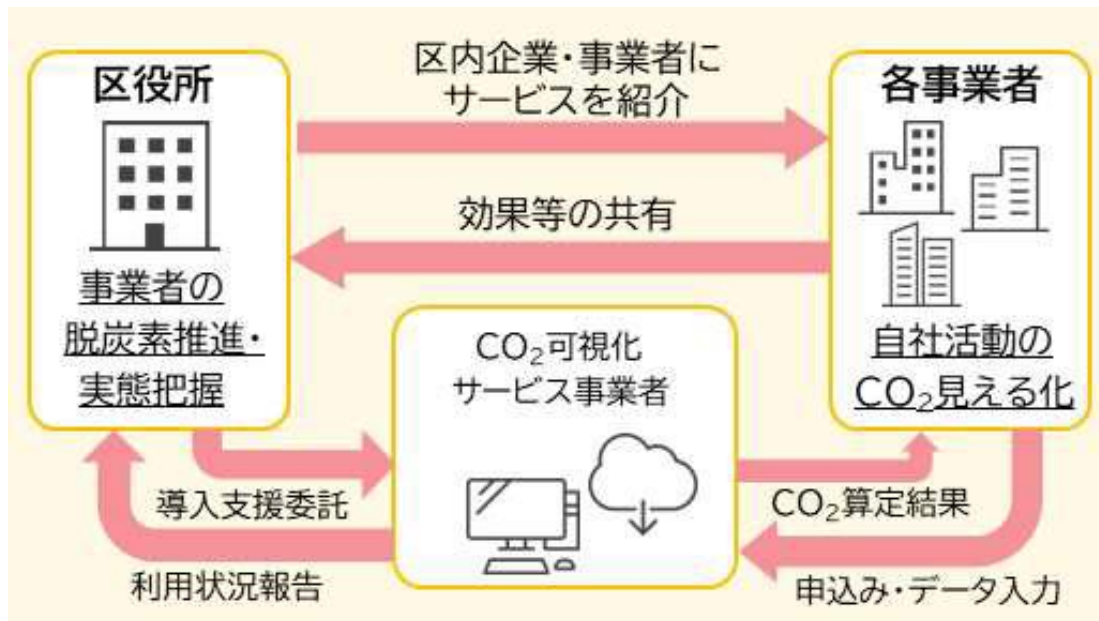 区役所
事業者の
脱炭素推進・
実態把握
区内企業・事業者に
サービスを紹介
効果等の共有
各事業者
自社活動の
CO₂見える化
CO₂可視化
サービス事業者
導入支援委託
利用状況報告
CO₂算定結果
申込み・データ入力